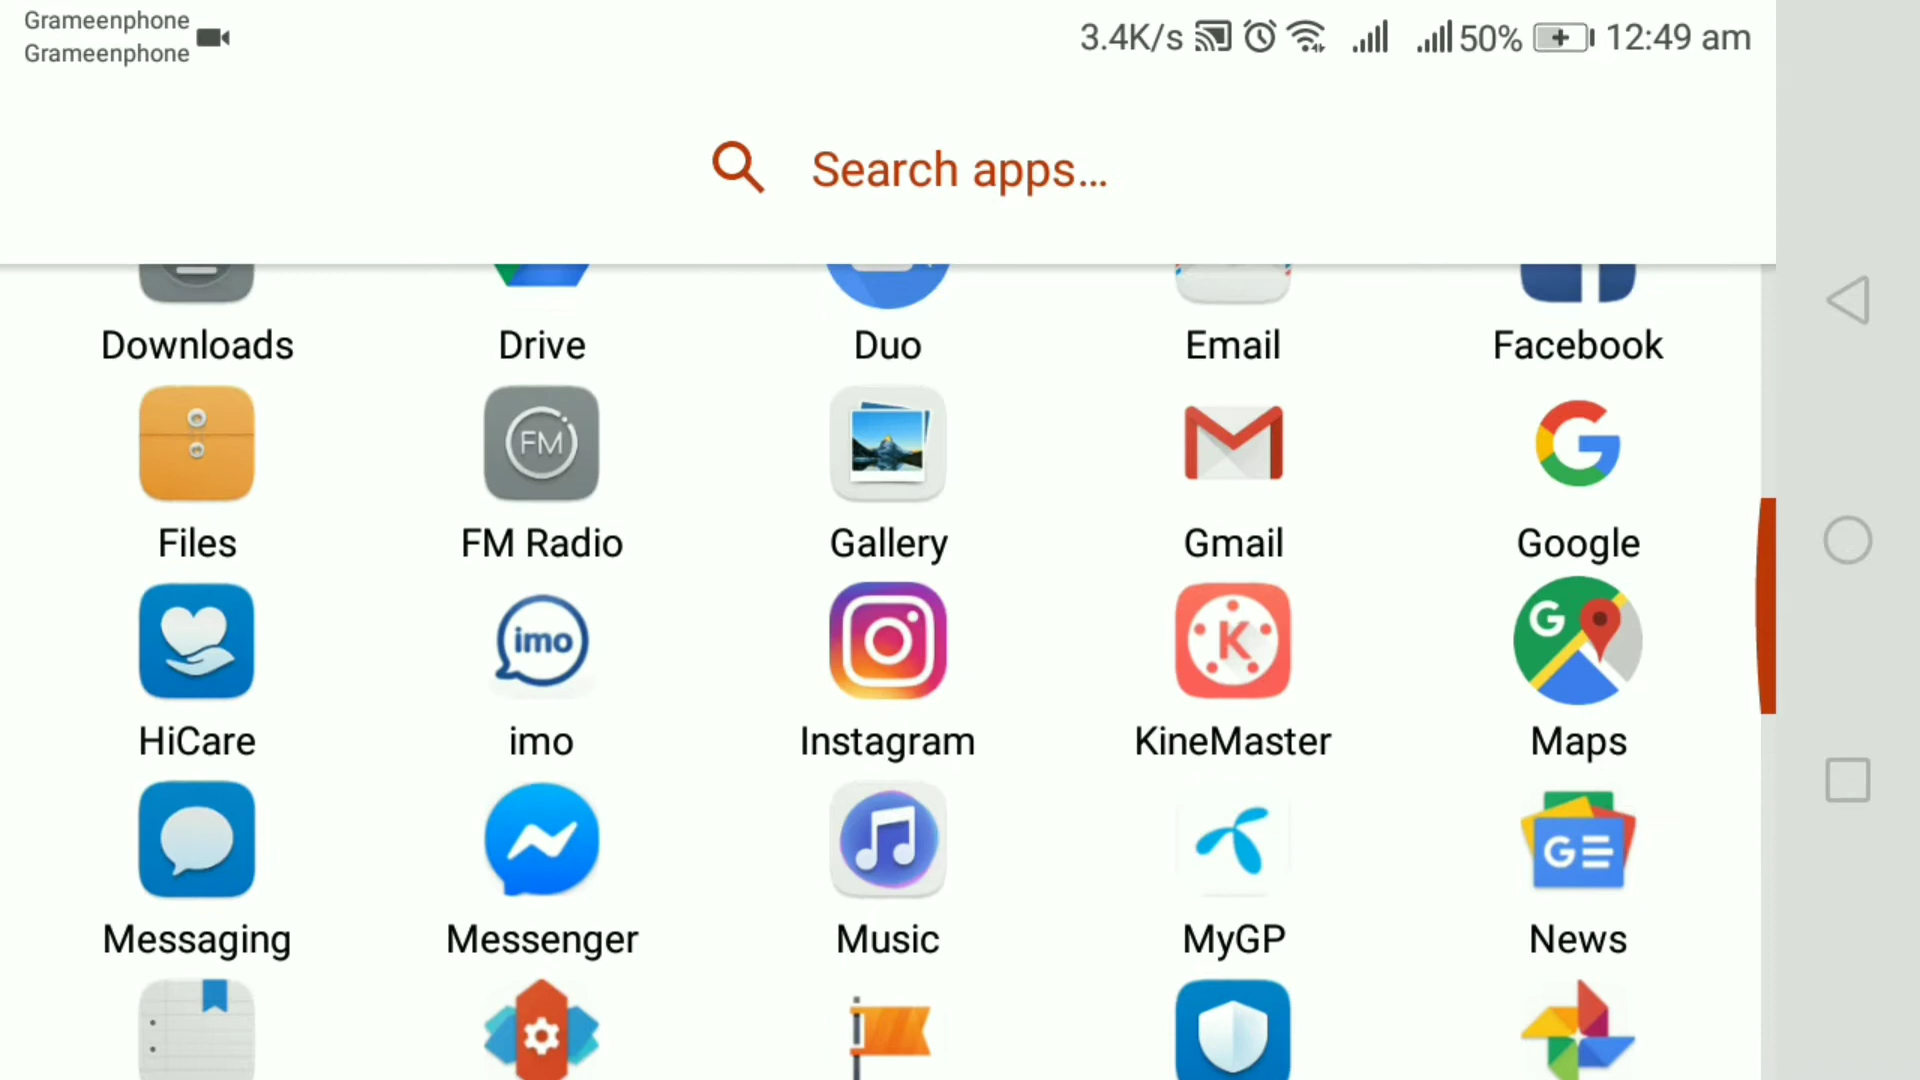 Grameenphone
Grameenphone
3.4K/s 50% 12:49 am
Search apps...
Downloads Drive Duo Email Facebook
FM G
Files FM Radio Gallery Gmail Google
imo K G
HiCare imo Instagram KineMaster Maps
G
Messaging Messenger Music MyGP News